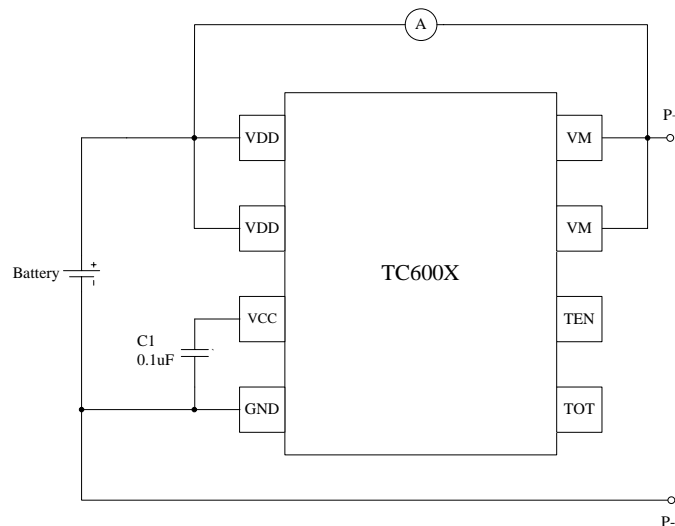 A
P-
VDD
VM
VDD
VM
TC600X
Battery
+
-
VCC
TEN
C1
0.1uF
GND
TOT
P-